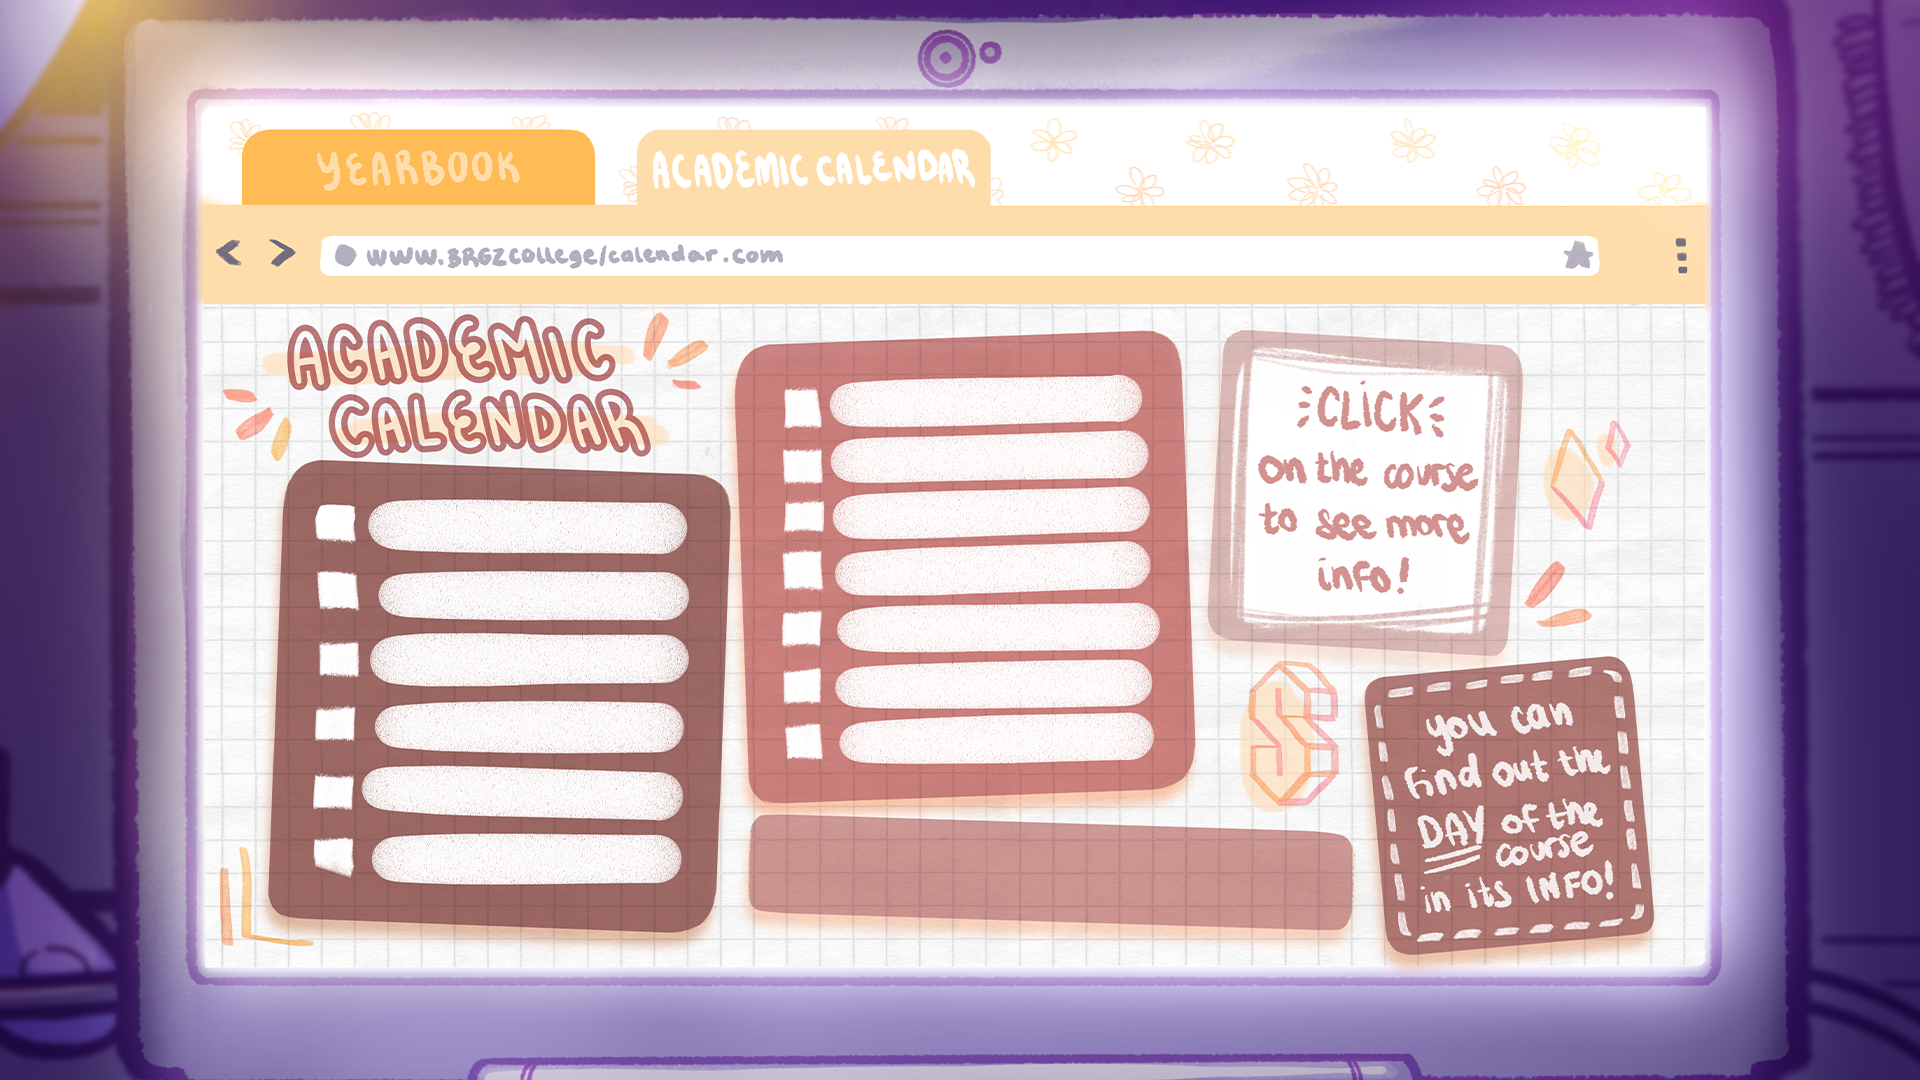 YEARBOOK
ACADEMIC CALENDAR
www.BRGZCollege/calendar.com
ACADEMIC
CALENDAR
CLiCK
on the course
to see more
info!
you can
find out the
DAY of the
course
in its INFO!